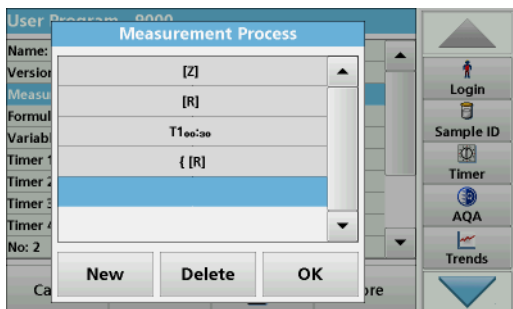 User Program 9000
Measurement Process
Name:
Version
Measu
Formul
Variabl
Timer 1
Timer 2
Timer 3
Timer 4
No: 2
[Z]
[R]
T1₀₀:₃₀
{ [R]
New
Delete
OK
Ca
ore
Login
Sample ID
Timer
AQA
Trends